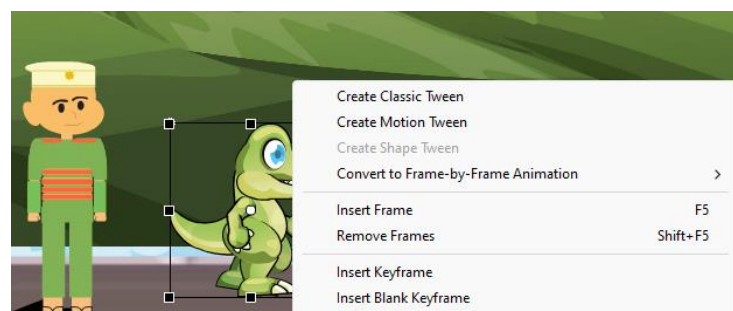 Create Classic Tween
Create Motion Tween
Create Shape Tween
Convert to Frame-by-Frame Animation
Insert Frame F5
Remove Frames Shift+F5
Insert Keyframe
Insert Blank Keyframe